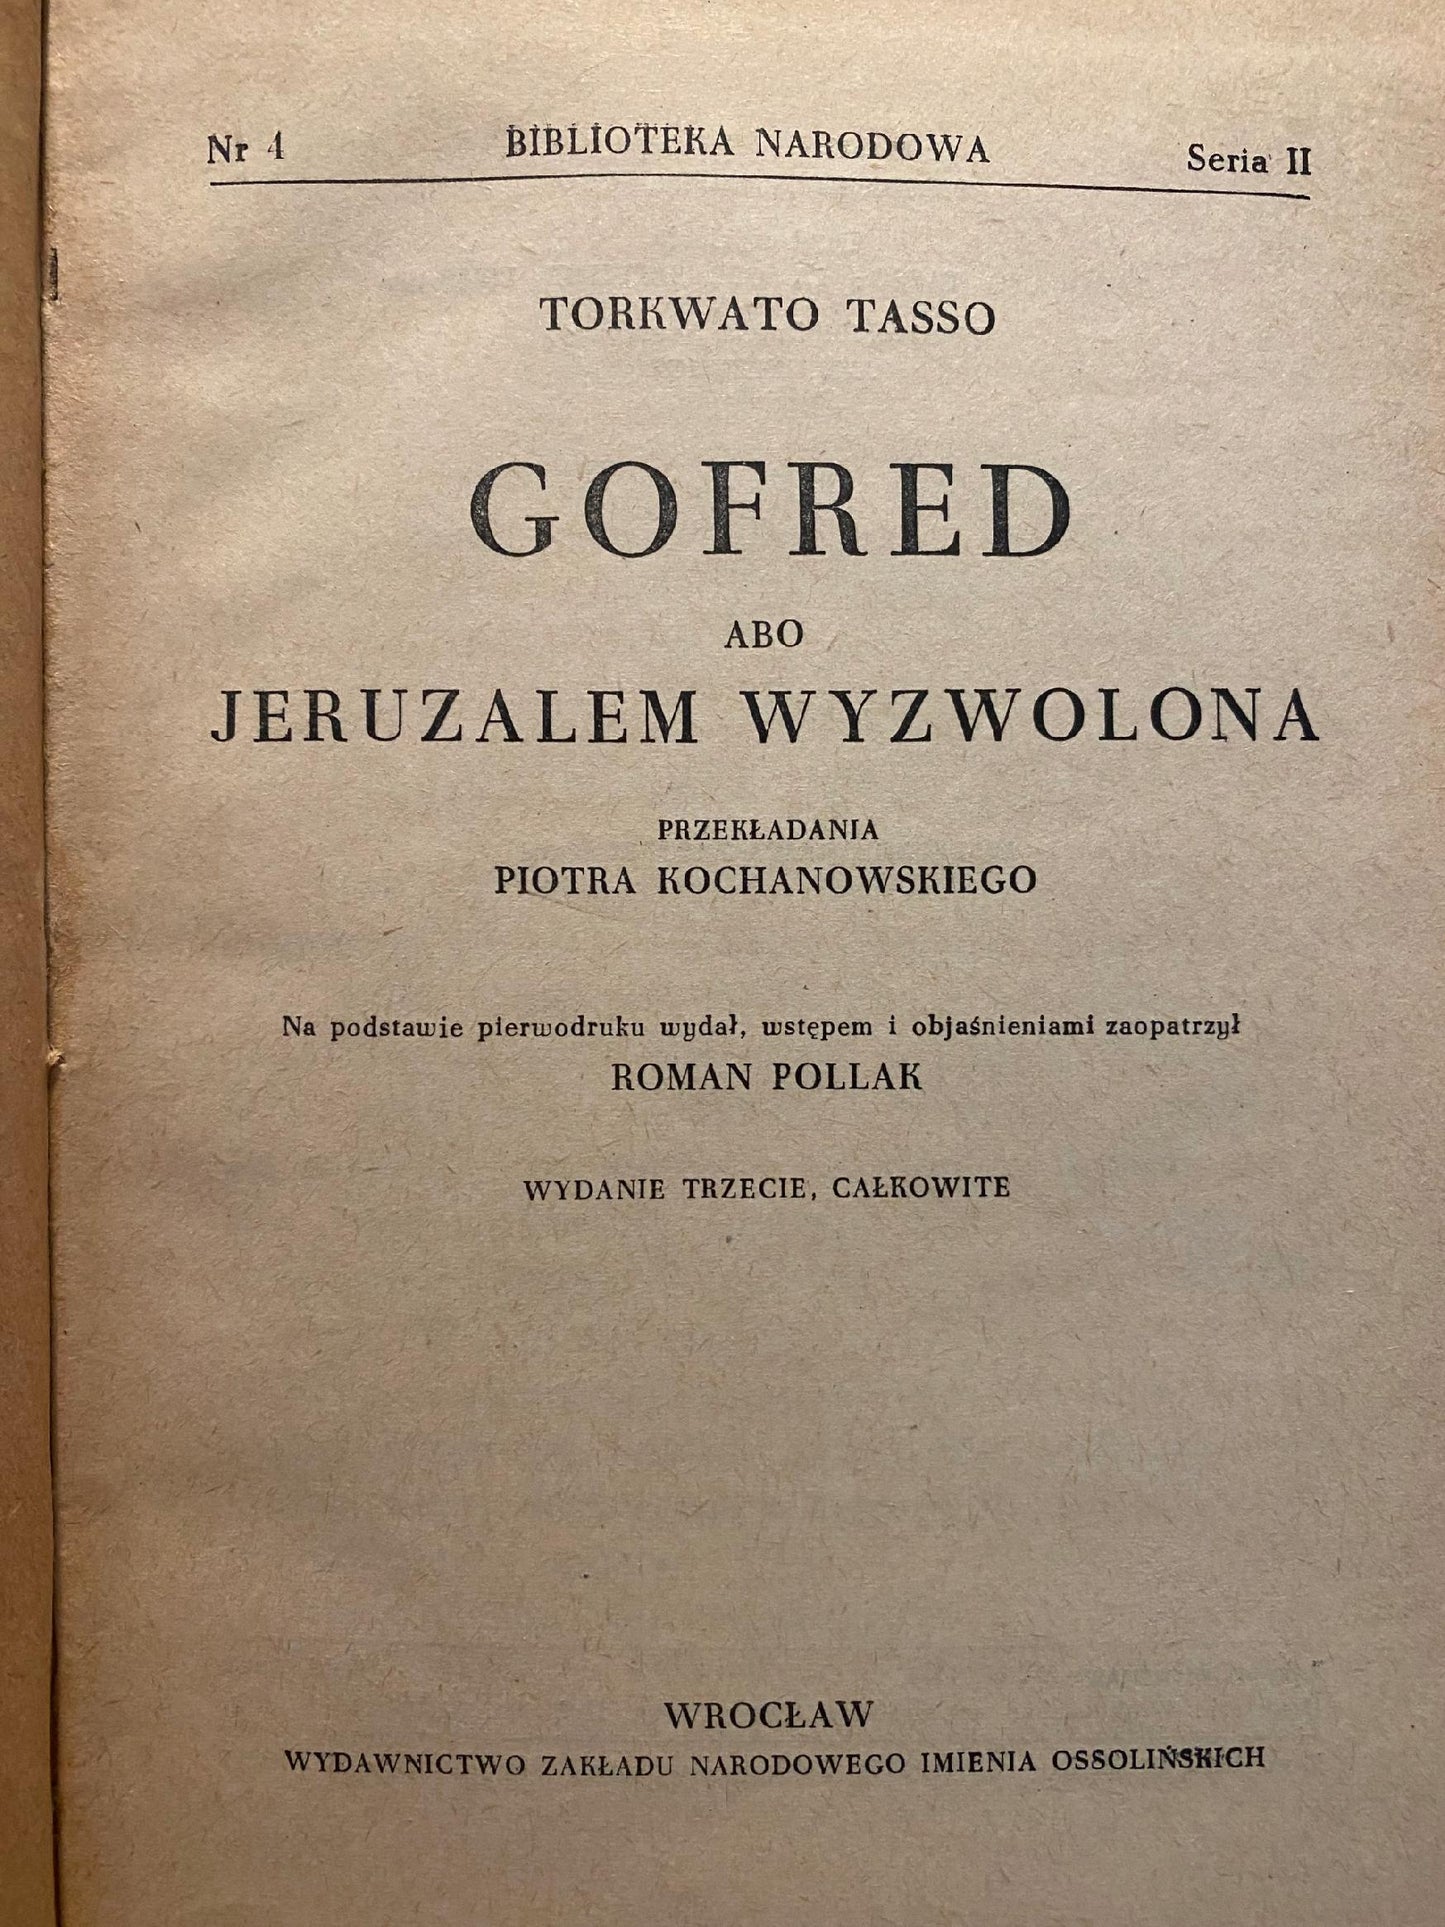 Nr 4 BIBLIOTEKA NARODOWA Seria II
TORKWATO TASSO
GOFRED
ABO
JERUZALEM WYZWOLONA
PRZEKŁADANIA
PIOTRA KOCHANOWSKIEGO
Na podstawie pierwodruku wydał, wstępem i objaśnieniami zaopatrzył
ROMAN POLLAK
WYDANIE TRZECIE, CAŁKOWITE
WROCŁAW
WYDAWNICTWO ZAKŁADU NARODOWEGO IMIENIA OSSOLIŃSKICH